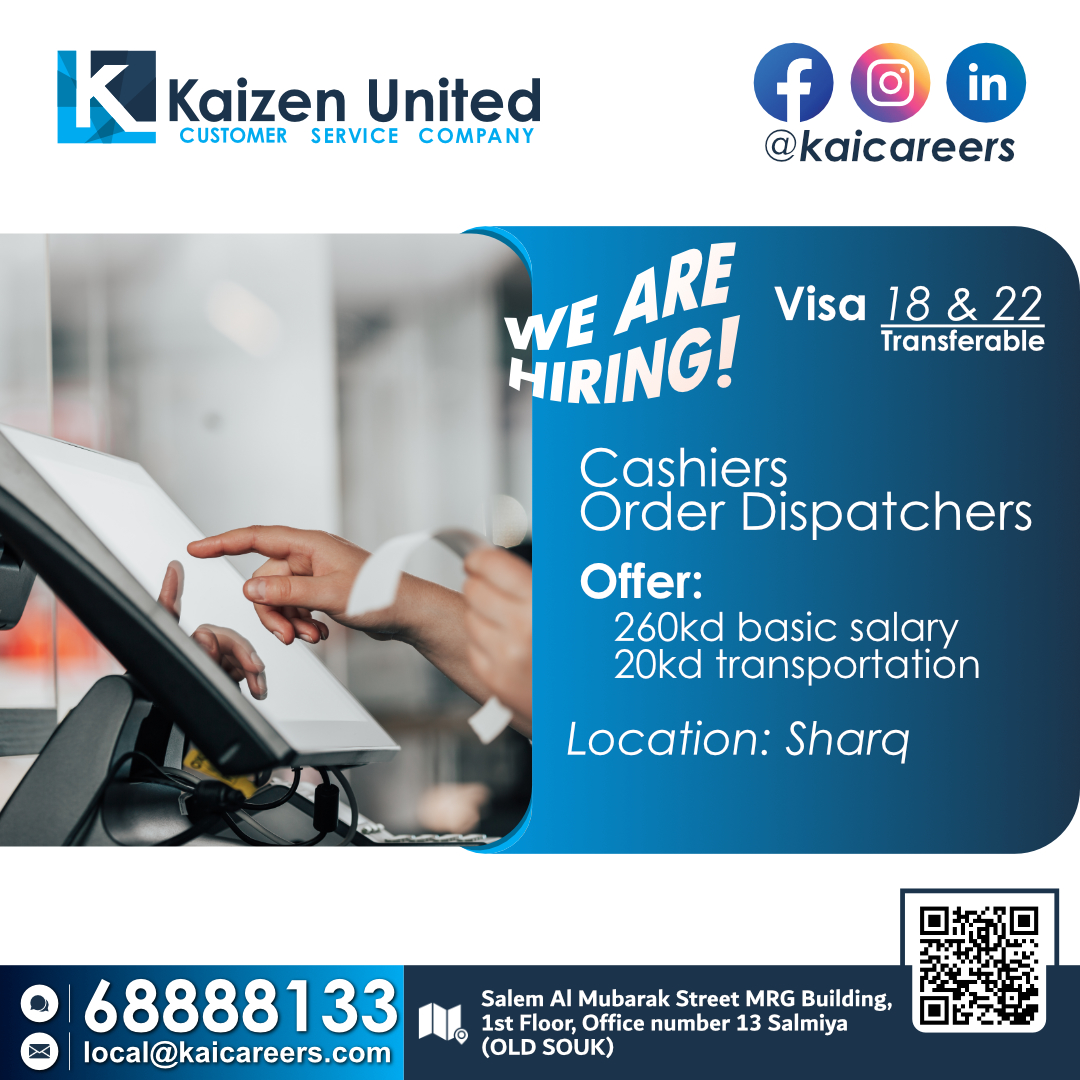 K
Kaizen United
CUSTOMER SERVICE COMPANY
f
in
@kaicareers
WE ARE
HIRING!
Visa 18 & 22
Transferable
Cashiers
Order Dispatchers
Offer:
260kd basic salary
20kd transportation
Location: Sharq
68888133
local@kaicareers.com
Salem Al Mubarak Street MRG Building,
1st Floor, Office number 13 Salmiya
(OLD SOUK)